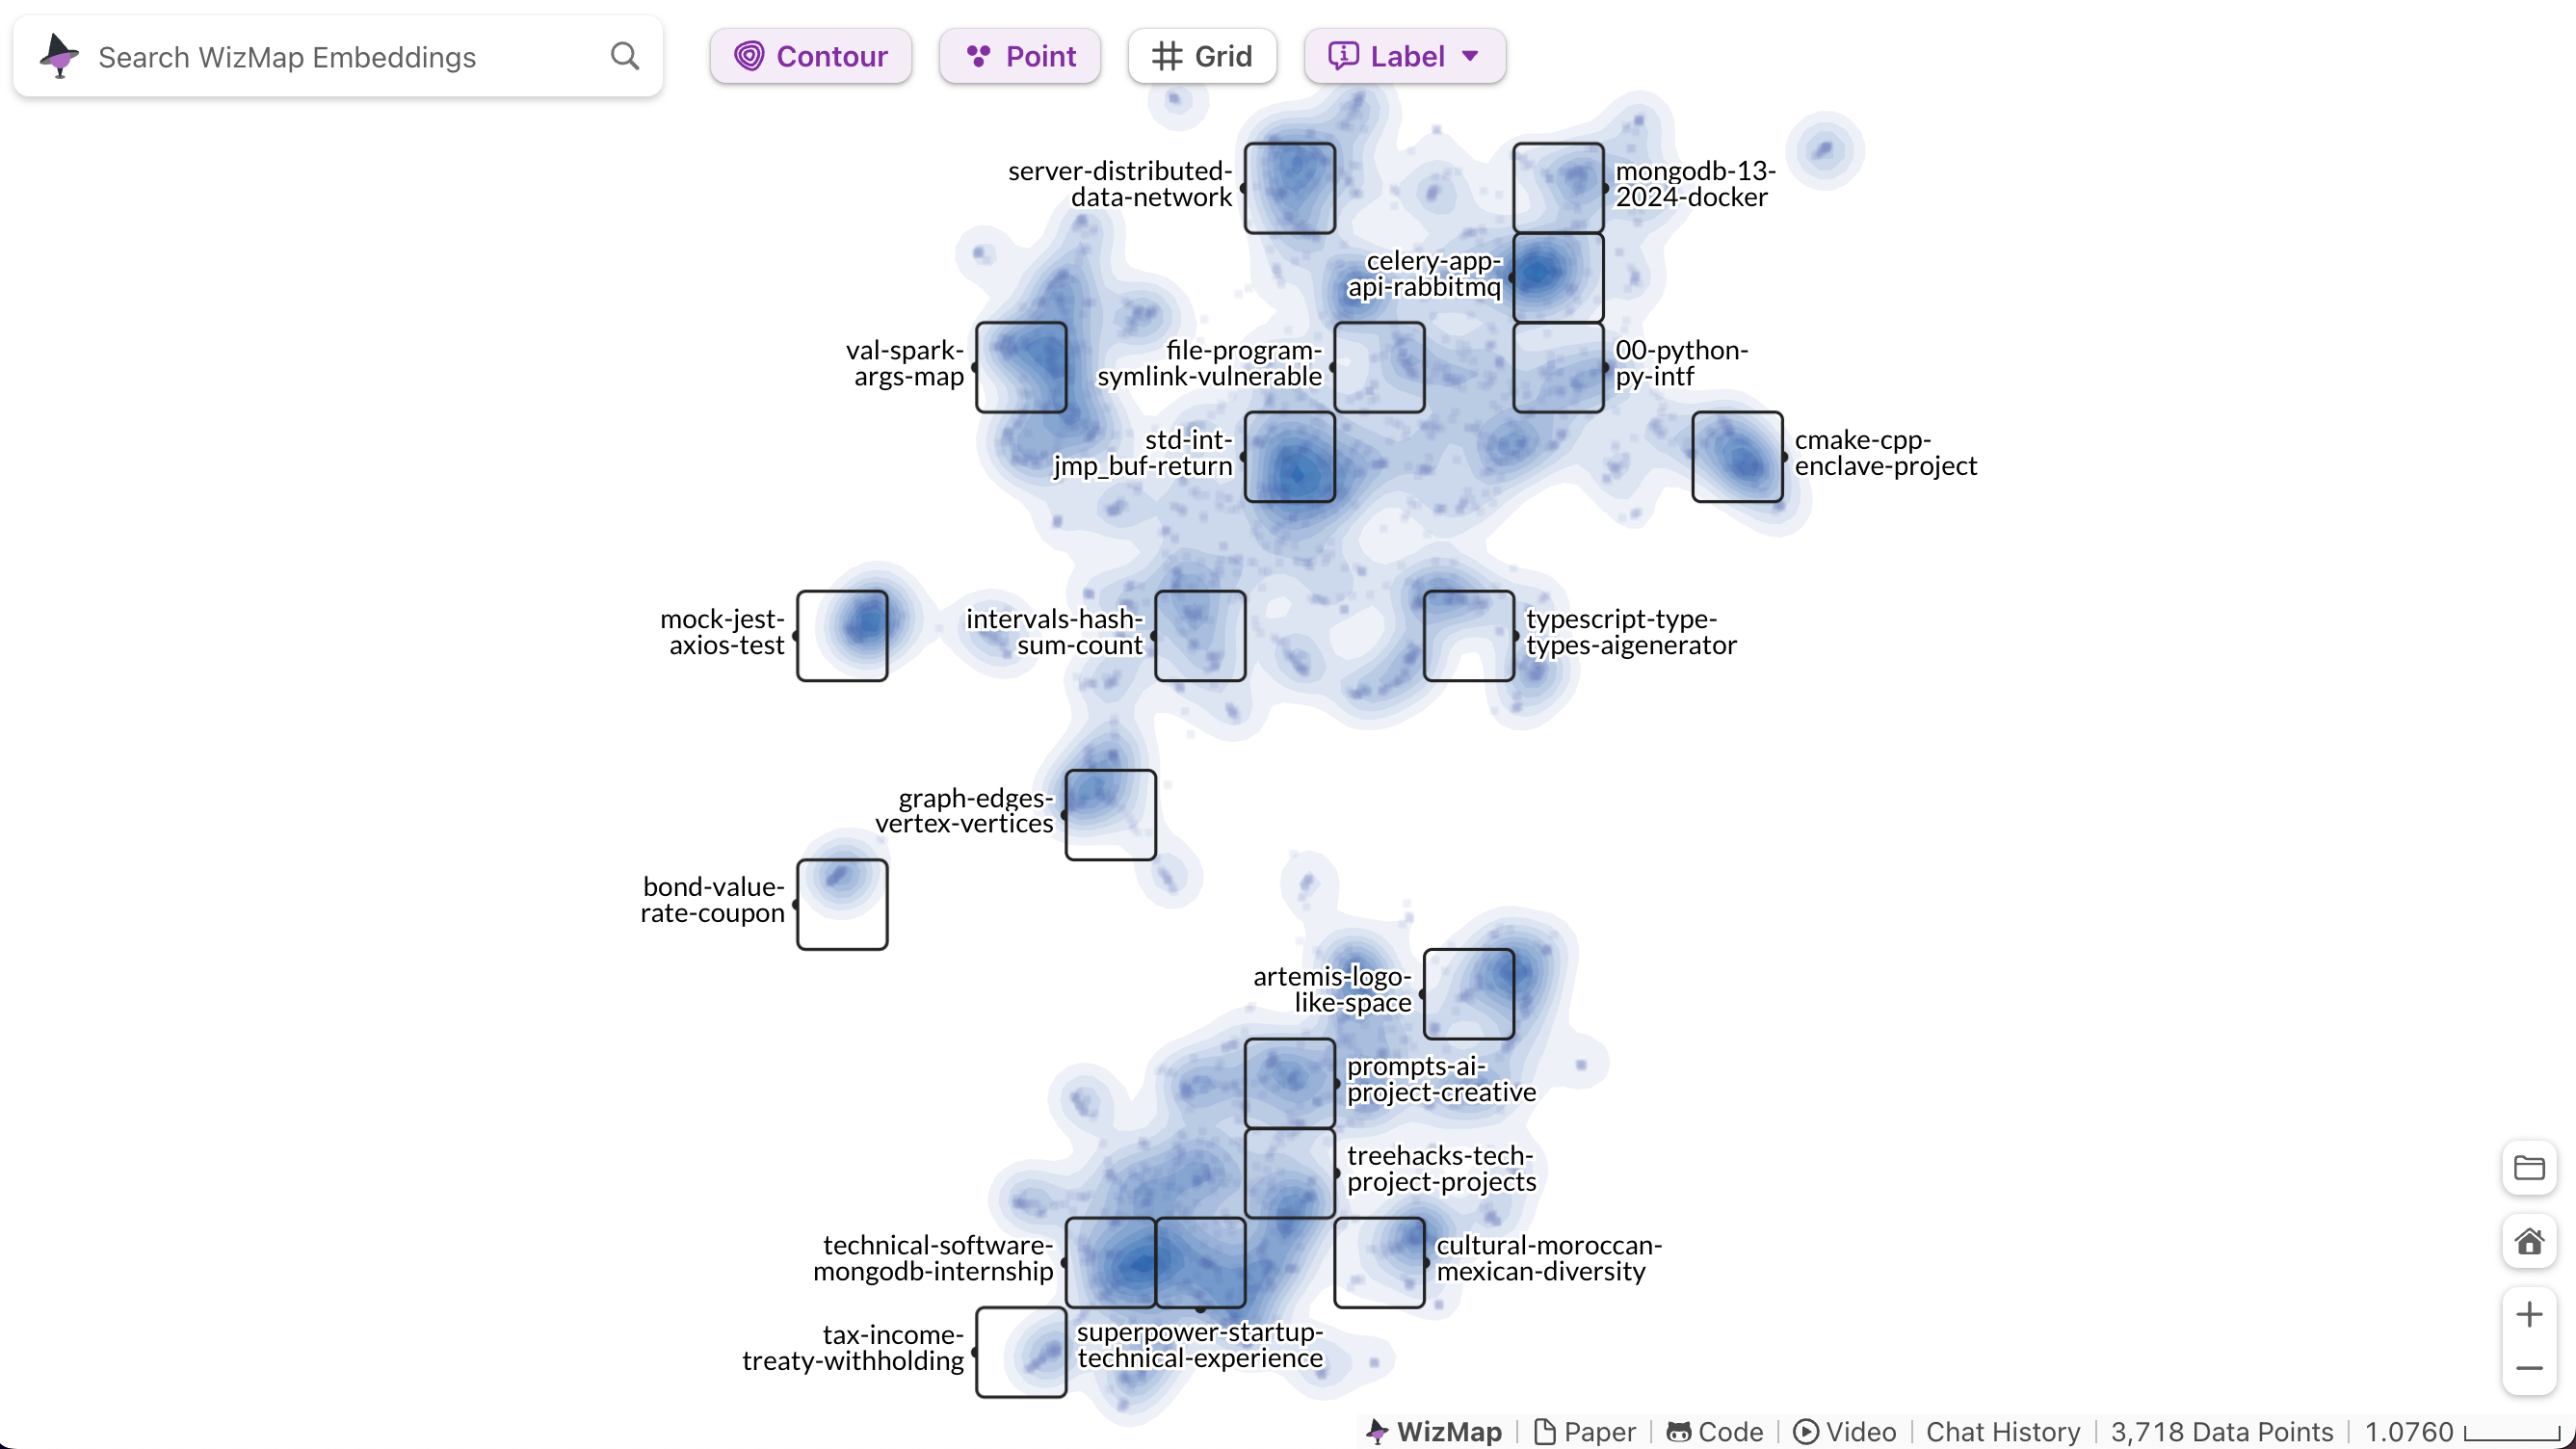 Search WizMap Embeddings
Contour
Point
Grid
Label
server-distributed-
data-network
mongodb-13-
2024-docker
celery-app-
api-rabbitmq
val-spark-
args-map
file-program-
symlink-vulnerable
00-python-
py-intf
std-int-
jmp_buf-return
cmake-cpp-
enclave-project
mock-jest-
axios-test
intervals-hash-
sum-count
typescript-type-
types-aigenerator
graph-edges-
vertex-vertices
bond-value-
rate-coupon
artemis-logo-
like-space
prompts-ai-
project-creative
treehacks-tech-
project-projects
technical-software-
mongodb-internship
cultural-moroccan-
mexican-diversity
tax-income-
treaty-withholding
superpower-startup-
technical-experience
WizMap
Paper
Code
Video
Chat History
3,718 Data Points
1.0760